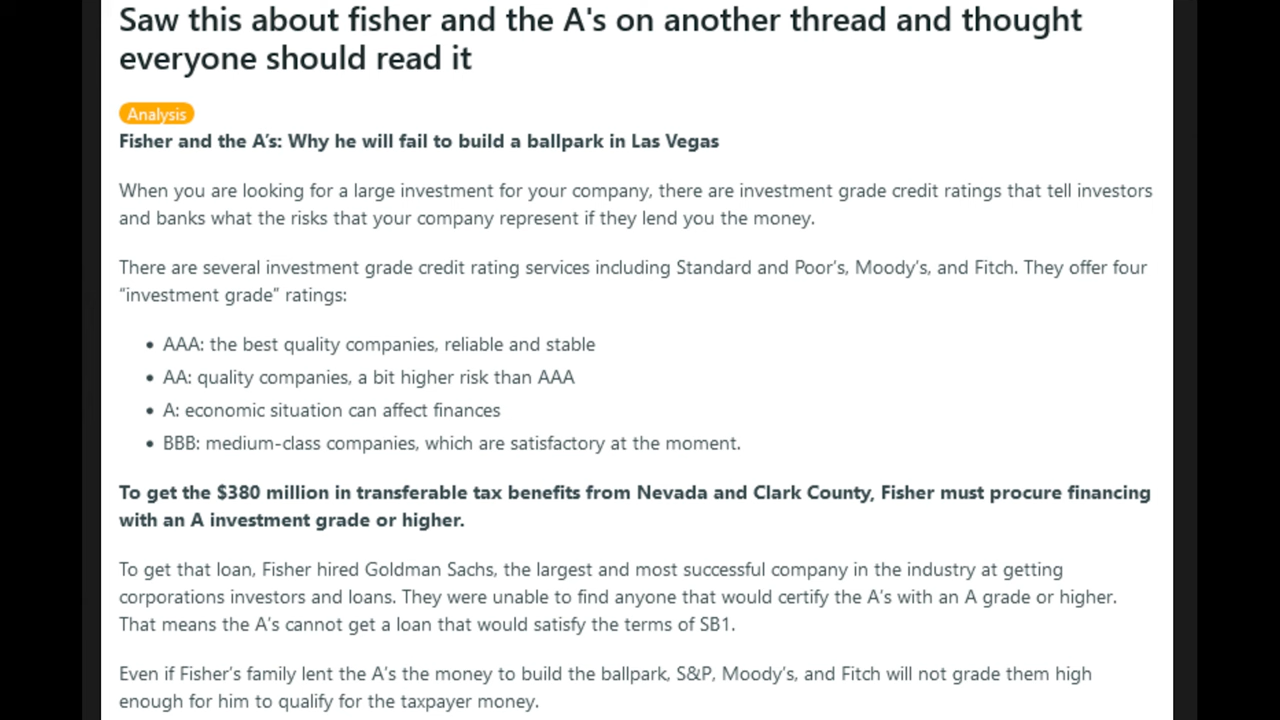 Saw this about fisher and the A's on another thread and thought
everyone should read it
Analysis
Fisher and the A’s: Why he will fail to build a ballpark in Las Vegas
When you are looking for a large investment for your company, there are investment grade credit ratings that tell investors
and banks what the risks that your company represent if they lend you the money.
There are several investment grade credit rating services including Standard and Poor’s, Moody’s, and Fitch. They offer four
“investment grade” ratings:
• AAA: the best quality companies, reliable and stable
• AA: quality companies, a bit higher risk than AAA
• A: economic situation can affect finances
• BBB: medium-class companies, which are satisfactory at the moment.
To get the $380 million in transferable tax benefits from Nevada and Clark County, Fisher must procure financing
with an A investment grade or higher.
To get that loan, Fisher hired Goldman Sachs, the largest and most successful company in the industry at getting
corporations investors and loans. They were unable to find anyone that would certify the A’s with an A grade or higher.
That means the A’s cannot get a loan that would satisfy the terms of SB1.
Even if Fisher’s family lent the A’s the money to build the ballpark, S&P, Moody’s, and Fitch will not grade them high
enough for him to qualify for the taxpayer money.